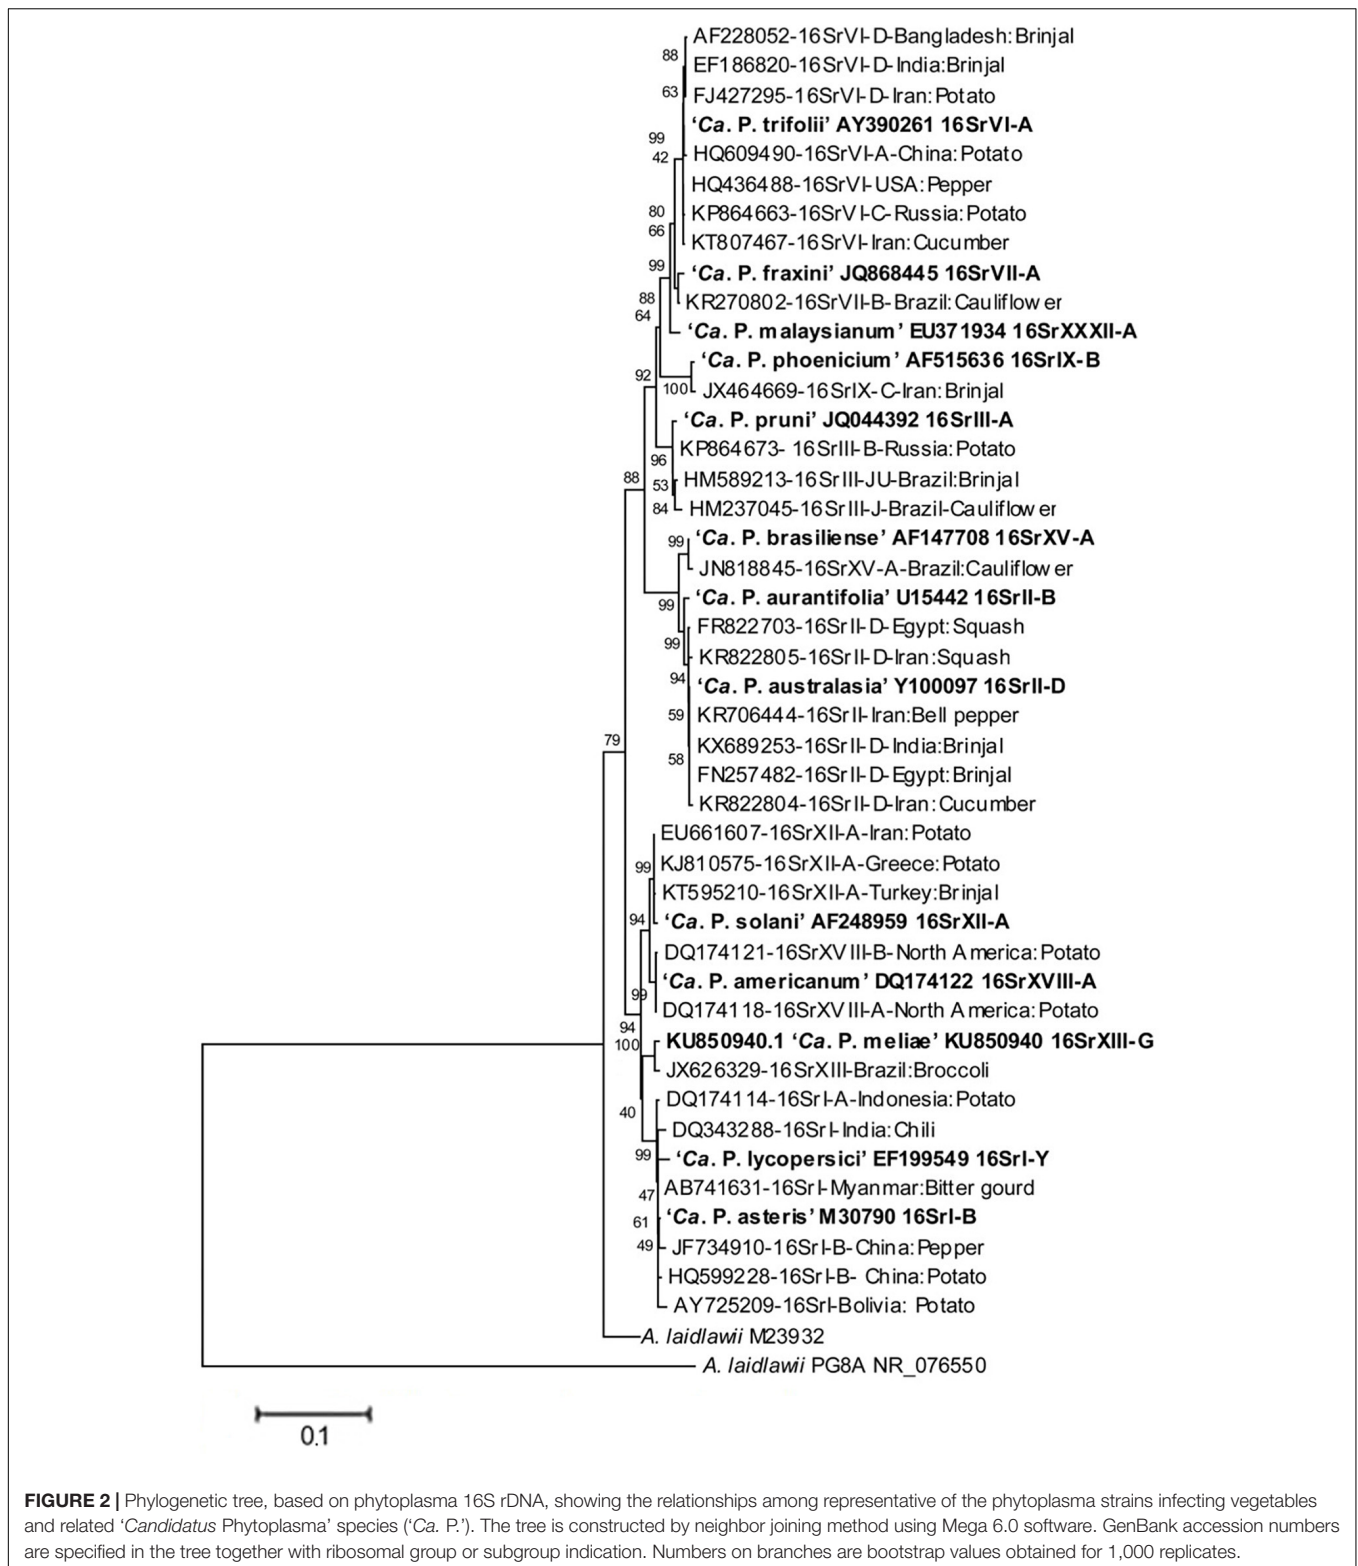 AF228052-16SrVI-D-Bangladesh:Brinjal
88
EF186820-16SrVI-D-India:Brinjal
63
FJ427295-16SrVI-D-Iran:Potato
'Ca. P. trifolii' AY390261 16SrVI-A
99
42
HQ609490-16SrVI-A-China:Potato
HQ436488-16SrVI-USA:Pepper
80
KP864663-16SrVI-C-Russia:Potato
66
KT807467-16SrVI-Iran:Cucumber
99
'Ca. P. fraxini' JQ868445 16SrVII-A
88
KR270802-16SrVII-B-Brazil:Cauliflower
64
'Ca. P. malaysianum' EU371934 16SrXXXII-A
'Ca. P. phoenicium' AF515636 16SrIX-B
92
100
JX464669-16SrIX-C-Iran:Brinjal
'Ca. P. pruni' JQ044392 16SrIII-A
KP864673- 16SrIII-B-Russia:Potato
96
88
HM589213-16SrIII-JU-Brazil:Brinjal
53
84
HM237045-16SrIII-J-Brazil-Cauliflower
99
'Ca. P. brasiliense' AF147708 16SrXV-A
JN818845-16SrXV-A-Brazil:Cauliflower
'Ca. P. aurantifolia' U15442 16SrII-B
99
FR822703-16SrII-D-Egypt:Squash
99
KR822805-16SrII-D-Iran:Squash
94
'Ca. P. australasia' Y100097 16SrII-D
59
KR706444-16SrII-Iran:Bell pepper
79
KX689253-16SrII-D-India:Brinjal
58
FN257482-16SrII-D-Egypt:Brinjal
KR822804-16SrII-D-Iran:Cucumber
EU661607-16SrXII-A-Iran:Potato
99
KJ810575-16SrXII-A-Greece:Potato
KT595210-16SrXII-A-Turkey:Brinjal
94
'Ca. P. solani' AF248959 16SrXII-A
DQ174121-16SrXVIII-B-North America:Potato
'Ca. P. americanum' DQ174122 16SrXVIII-A
99
DQ174118-16SrXVIII-A-North America:Potato
94
100
KU850940.1 'Ca. P. meliae' KU850940 16SrXIII-G
JX626329-16SrXIII-Brazil:Broccoli
DQ174114-16SrI-A-Indonesia:Potato
40
DQ343288-16SrI-India:Chili
99
'Ca. P. lycopersici' EF199549 16SrI-Y
47
AB741631-16SrI-Myanmar:Bitter gourd
61
'Ca. P. asteris' M30790 16SrI-B
49
JF734910-16SrI-B-China:Pepper
HQ599228-16SrI-B- China:Potato
AY725209-16SrI-Bolivia: Potato
A. laidlawii M23932
A. laidlawii PG8A NR_076550
0.1
FIGURE 2 | Phylogenetic tree, based on phytoplasma 16S rDNA, showing the relationships among representative of the phytoplasma strains infecting vegetables
and related 'Candidatus Phytoplasma' species ('Ca. P.'). The tree is constructed by neighbor joining method using Mega 6.0 software. GenBank accession numbers
are specified in the tree together with ribosomal group or subgroup indication. Numbers on branches are bootstrap values obtained for 1,000 replicates.